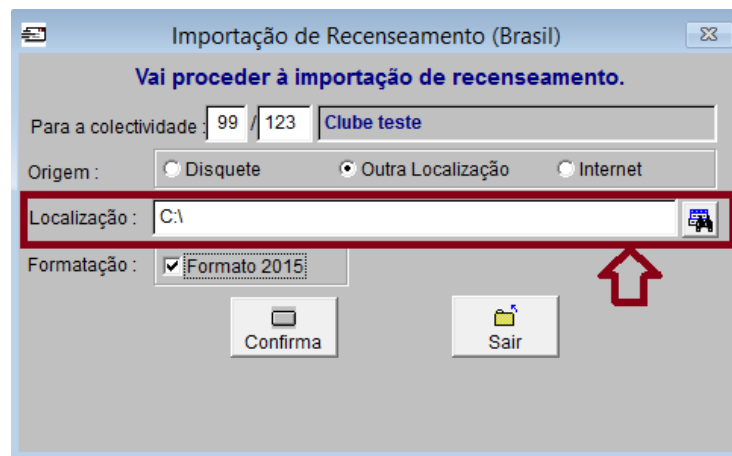 Importação de Recenseamento (Brasil)
Vai proceder à importação de recenseamento.
Para a colectividade : 99 / 123 Clube teste
Origem : Disquete Outra Localização Internet
Localização : C:\
Formatação : Formato 2015
Confirma Sair